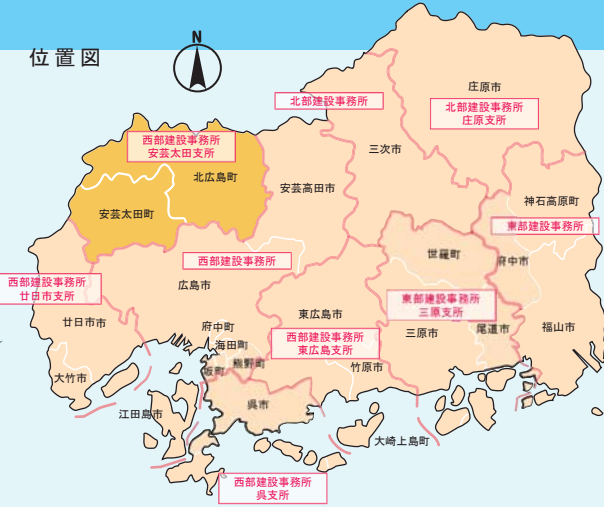 位置図
N
庄原市
北部建設事務所
北部建設事務所
庄原支所
西部建設事務所
安芸太田支所
三次市
北広島町
安芸高田市
神石高原町
安芸太田町
東部建設事務所
世羅町
府中市
西部建設事務所
西部建設事務所
廿日市支所
広島市
東部建設事務所
三原支所
東広島市
廿日市市
府中町
三原市
尾道市
福山市
海田町
西部建設事務所
東広島支所
熊野町
坂町
竹原市
大竹市
呉市
江田島市
大崎上島町
西部建設事務所
呉支所